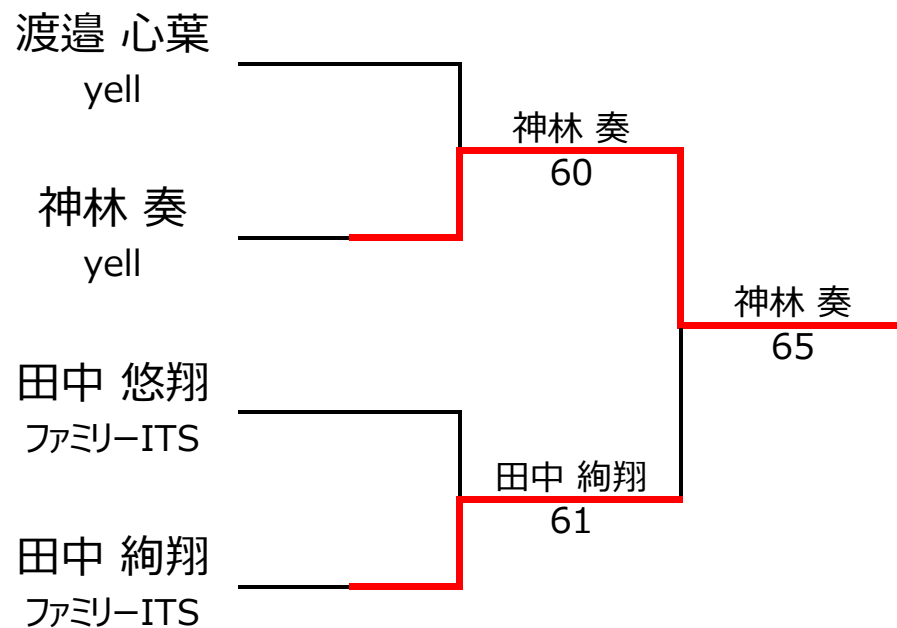 渡邉 心葉
yell
神林 奏
60
神林 奏
yell
神林 奏
65
田中 悠翔
ファミリーITS
田中 絢翔
61
田中 絢翔
ファミリーITS